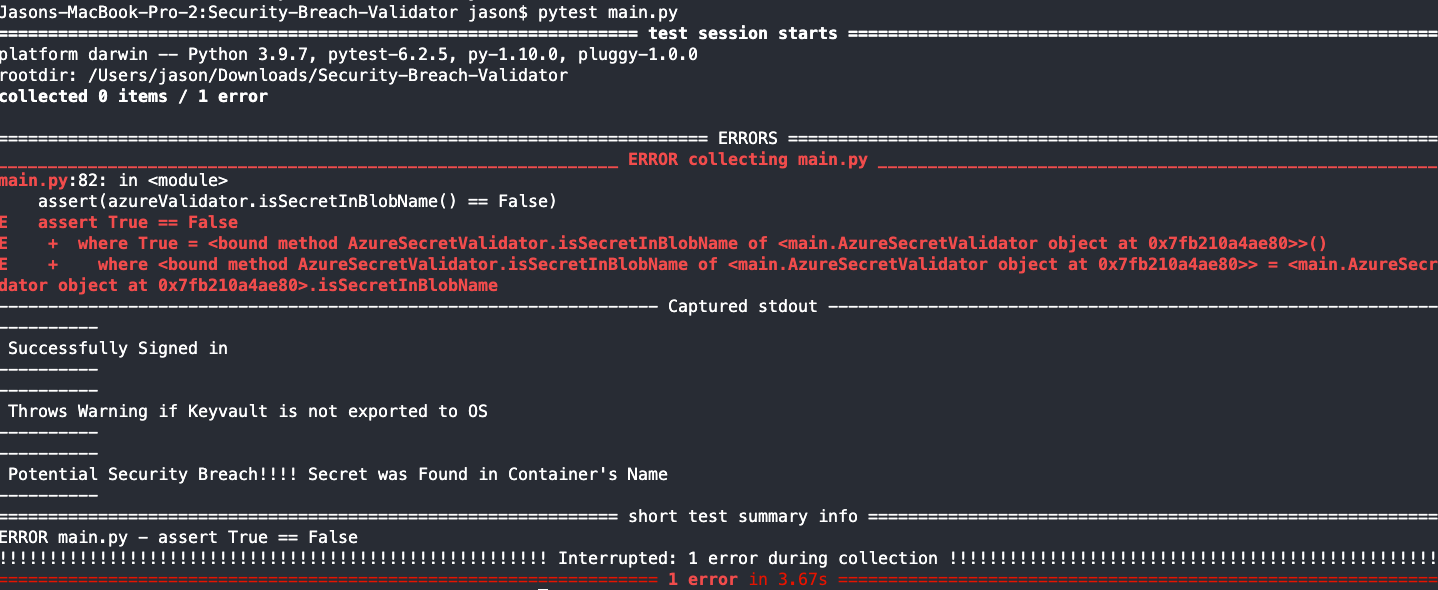 Jasons-MacBook-Pro-2:Security-Breach-Validator jason$ pytest main.py
============================== test session starts ==============================
platform darwin -- Python 3.9.7, pytest-6.2.5, py-1.10.0, pluggy-1.0.0
rootdir: /Users/jason/Downloads/Security-Breach-Validator
collected 0 items / 1 error
============================== ERRORS ==============================
______________________________ ERROR collecting main.py ______________________________
main.py:82: in <module>
    assert(azureValidator.isSecretInBlobName() == False)
E   assert True == False
E    +  where True = <bound method AzureSecretValidator.isSecretInBlobName of <main.AzureSecretValidator object at 0x7fb210a4ae80>>()
E    +    where <bound method AzureSecretValidator.isSecretInBlobName of <main.AzureSecretValidator object at 0x7fb210a4ae80>> = <main.AzureSecr
dator object at 0x7fb210a4ae80>.isSecretInBlobName
------------------------------ Captured stdout ------------------------------
----------
 Successfully Signed in
----------
----------
 Throws Warning if Keyvault is not exported to OS
----------
----------
 Potential Security Breach!!!! Secret was Found in Container's Name
----------
============================== short test summary info ==============================
ERROR main.py - assert True == False
!!!!!!!!!!!!!!!!!!!!!!!!!!!!!! Interrupted: 1 error during collection !!!!!!!!!!!!!!!!!!!!!!!!!!!!!!
============================== 1 error in 3.67s ==============================